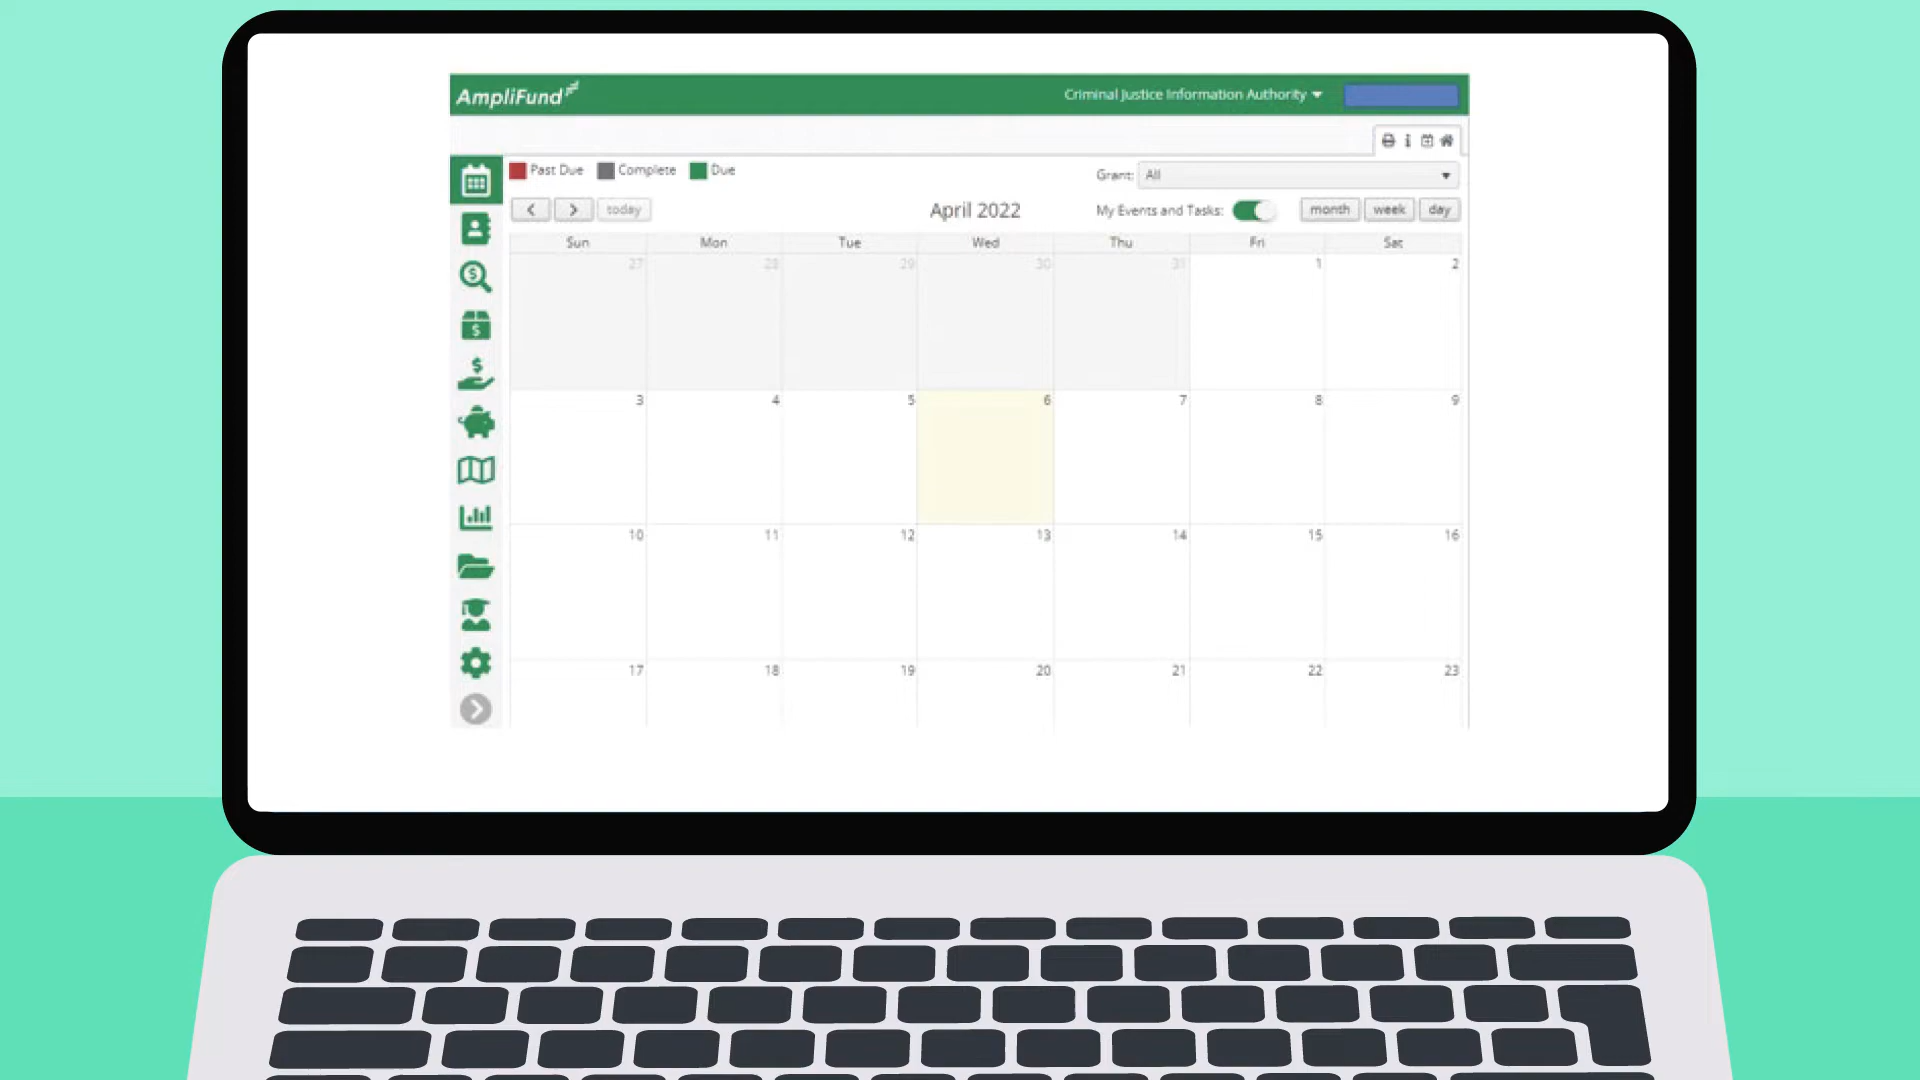 AmpliFund
Criminal Justice Information Authority
Past Due Complete Due
Grant: All
today
April 2022
My Events and Tasks:
month week day
Sun Mon Tue Wed Thu Fri Sat
27 28 29 30 31 1 2
3 4 5 6 7 8 9
10 11 12 13 14 15 16
17 18 19 20 21 22 23